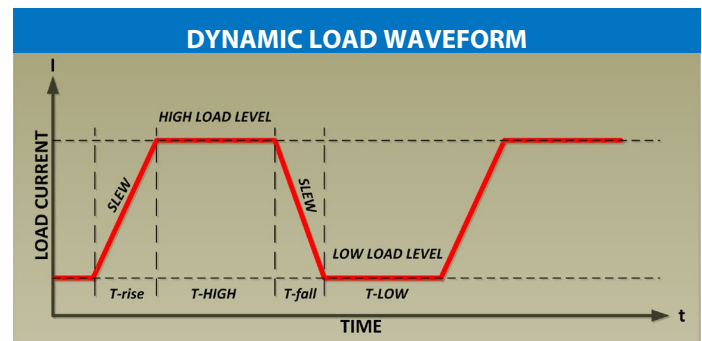 DYNAMIC LOAD WAVEFORM
I
HIGH LOAD LEVEL
LOAD CURRENT
SLEW
SLEW
LOW LOAD LEVEL
T-rise
T-HIGH
T-fall
T-LOW
t
TIME